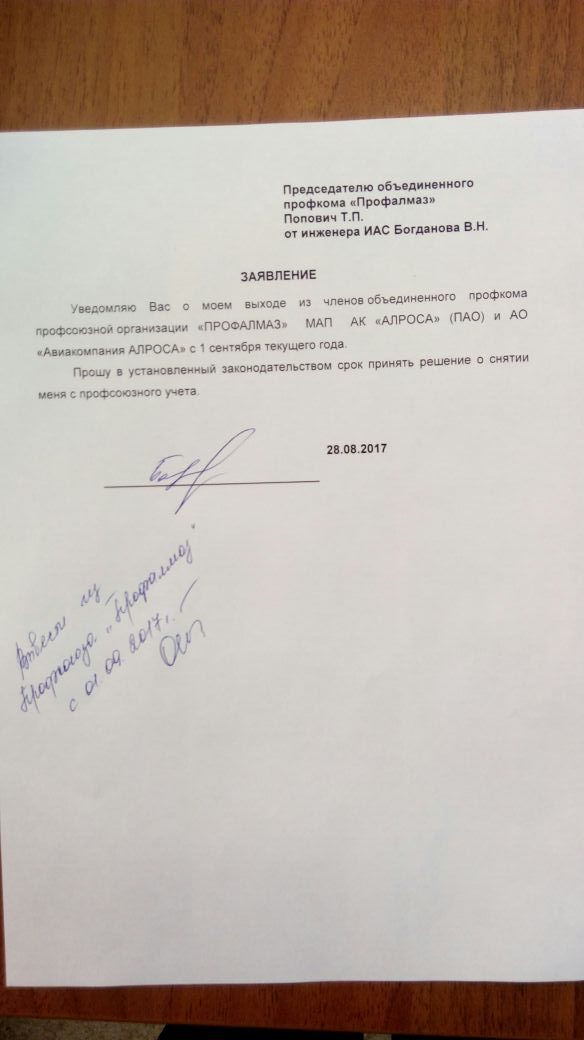 Председателю объединенного
профкома «Профалмаз»
Попович Т.П.
от инженера ИАС Богданова В.Н.
ЗАЯВЛЕНИЕ
Уведомляю Вас о моем выходе из членов объединенного профкома
профсоюзной организации «ПРОФАЛМАЗ» МАП АК «АЛРОСА» (ПАО) и АО
«Авиакомпания АЛРОСА» с 1 сентября текущего года.
Прошу в установленный законодательством срок принять решение о снятии
меня с профсоюзного учета.
28.08.2017
Вывести из
Профсоюза "Профалмаз"
с 01.09.2017г.